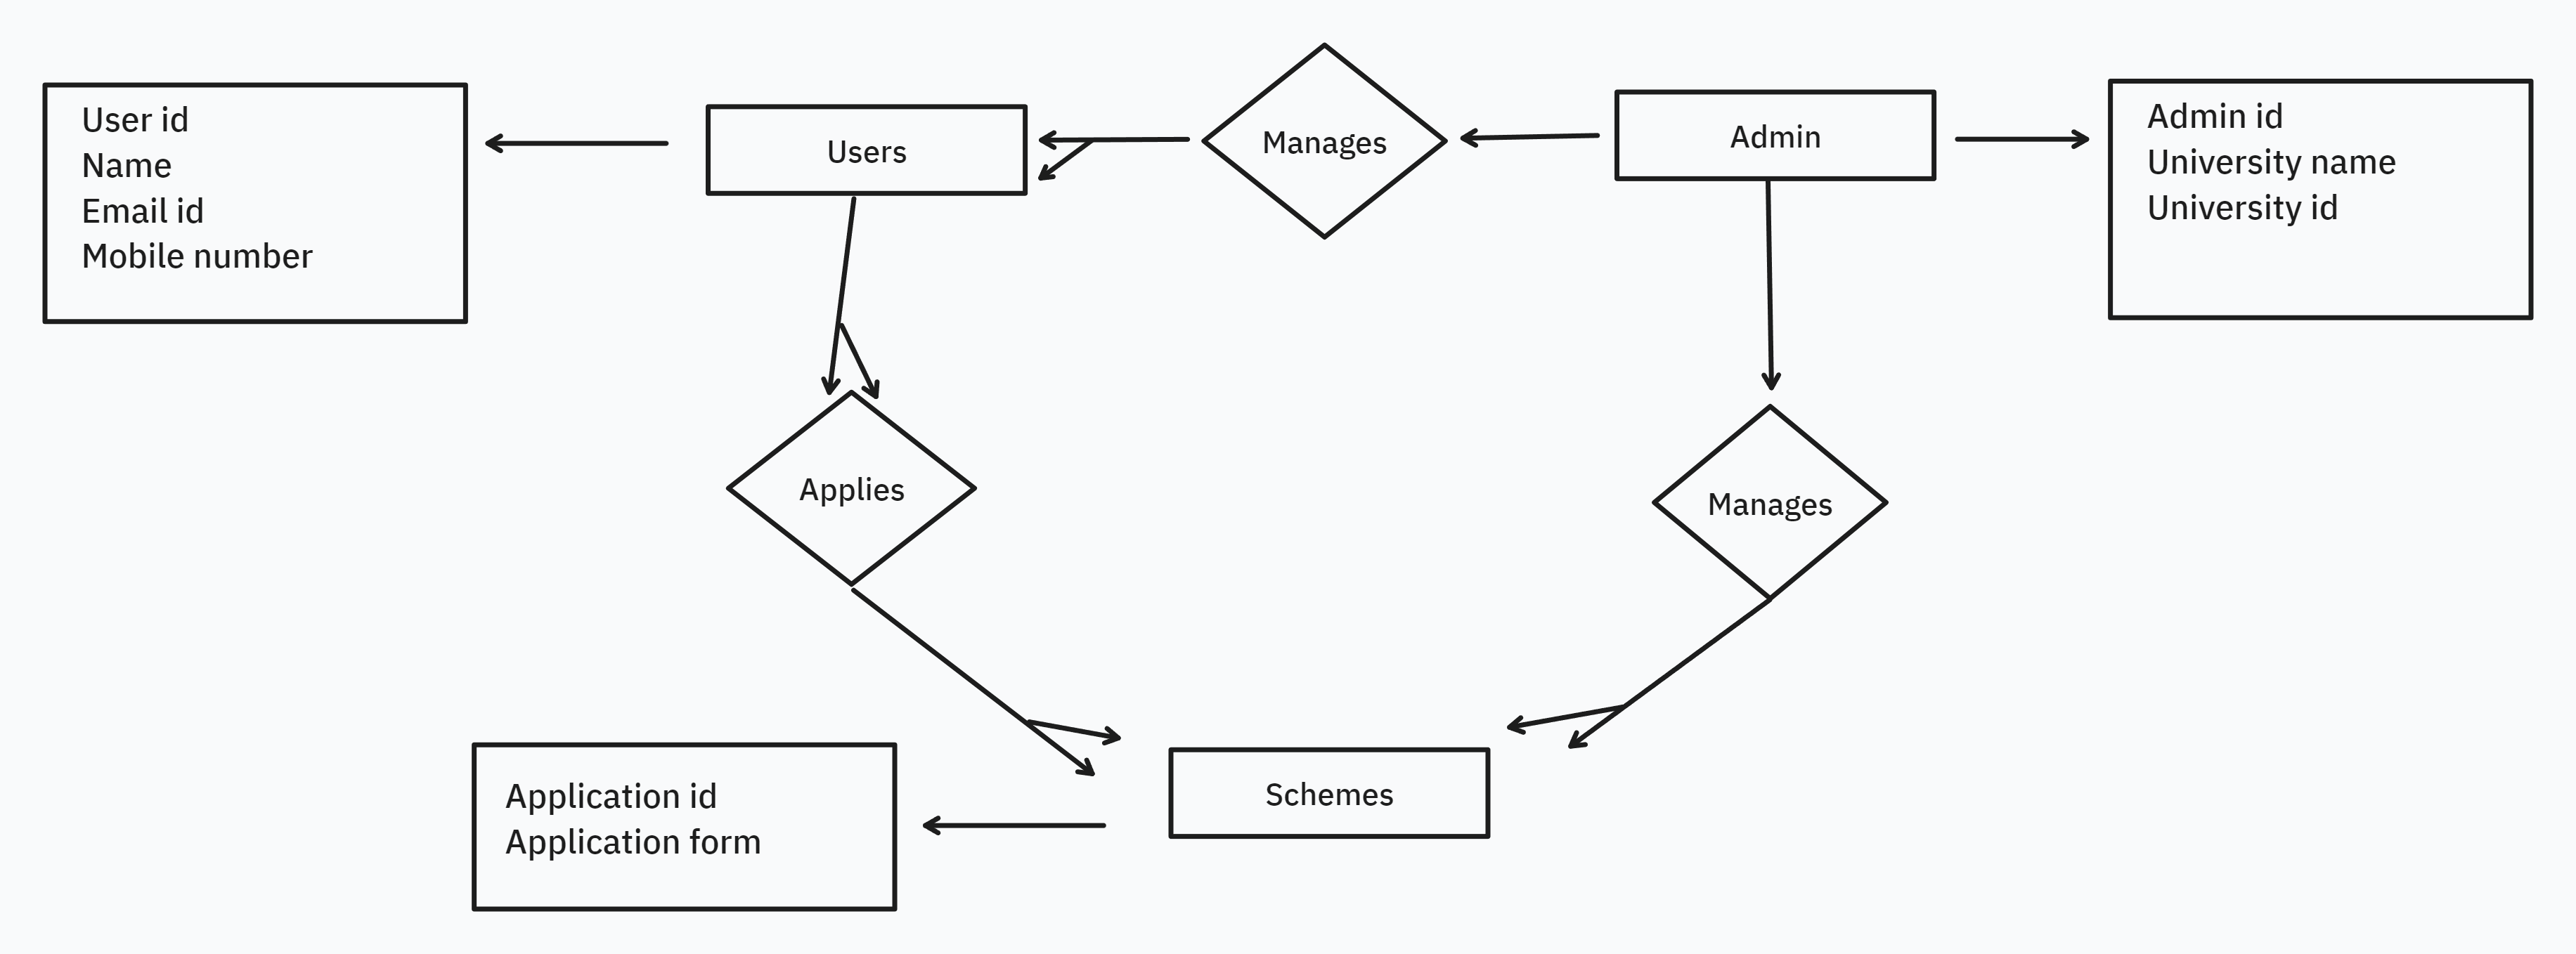 User id
Name
Email id
Mobile number
Users
Manages
Admin
Admin id
University name
University id
Applies
Manages
Application id
Application form
Schemes